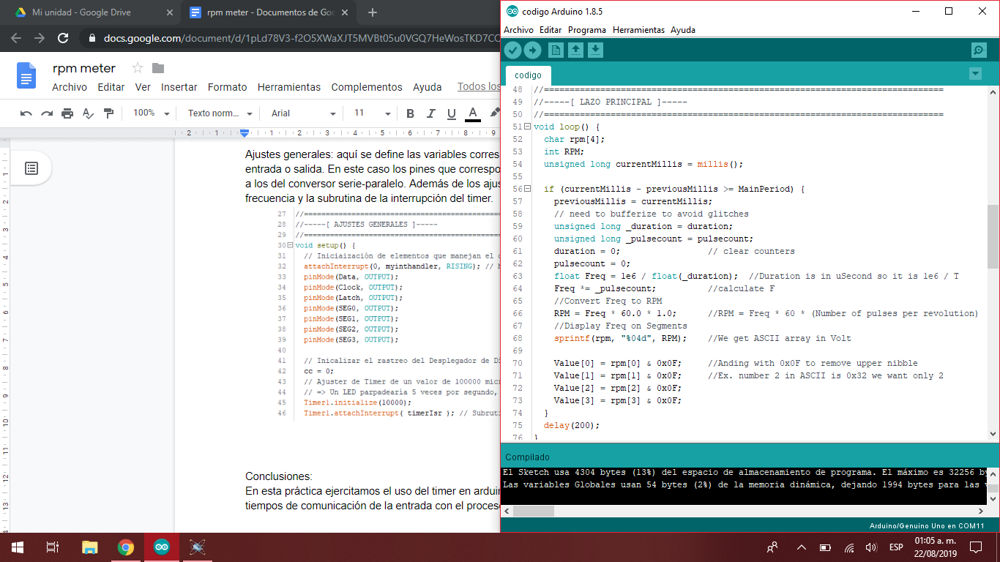 Mi unidad - Google Drive
rpm meter - Documentos de Goo
docs.google.com/document/d/1pLd78V3-f2O5XWaXJT5MVBt05u0VGQ7HeWosTKD7CC
rpm meter
Archivo Editar Ver Insertar Formato Herramientas Complementos Ayuda Todos los
100% Texto norm... Arial 11 B I U A
2 1 1 2 3 4 5 6 7 8 9
Ajustes generales: aquí se define las variables corres
entrada o salida. En este caso los pines que correspo
a los del conversor serie-paralelo. Además de los ajus
frecuencia y la subrutina de la interrupción del timer.
27 //===============================================
28 //-----[ AJUSTES GENERALES ]-----
29 //===============================================
30 void setup() {
31 // Iniciaización de elementos que manejan el
32 attachInterrupt(0, myinthandler, RISING); //
33 pinMode(Data, OUTPUT);
34 pinMode(Clock, OUTPUT);
35 pinMode(Latch, OUTPUT);
36 pinMode(SEG0, OUTPUT);
37 pinMode(SEG1, OUTPUT);
38 pinMode(SEG2, OUTPUT);
39 pinMode(SEG3, OUTPUT);
40
41 // Inicalizar el rastreo del Desplegador de Di
42 cc = 0;
43 // Ajuster de Timer de un valor de 100000 micr
44 // => Un LED parpadearia 5 veces por segundo,
45 Timer1.initialize(10000);
46 Timer1.attachInterrupt( timerIsr ); // Subruti
Conclusiones:
En esta práctica ejercitamos el uso del timer en ardui
tiempos de comunicación de la entrada con el proces
codigo Arduino 1.8.5
Archivo Editar Programa Herramientas Ayuda
codigo
48 //==============================================================================
49 //-----[ LAZO PRINCIPAL ]-----
50 //==============================================================================
51 void loop() {
52 char rpm[4];
53 int RPM;
54 unsigned long currentMillis = millis();
55
56 if (currentMillis - previousMillis >= MainPeriod) {
57 previousMillis = currentMillis;
58 // need to bufferize to avoid glitches
59 unsigned long _duration = duration;
60 unsigned long _pulsecount = pulsecount;
61 duration = 0; // clear counters
62 pulsecount = 0;
63 float Freq = 1e6 / float(_duration); //Duration is in uSecond so it is 1e6 / T
64 Freq *= _pulsecount; //calculate F
65 //Convert Freq to RPM
66 RPM = Freq * 60.0 * 1.0; //RPM = Freq * 60 * (Number of pulses per revolution)
67 //Display Freq on Segments
68 sprintf(rpm, "%04d", RPM); //We get ASCII array in Volt
69
70 Value[0] = rpm[0] & 0x0F; //Anding with 0x0F to remove upper nibble
71 Value[1] = rpm[1] & 0x0F; //Ex. number 2 in ASCII is 0x32 we want only 2
72 Value[2] = rpm[2] & 0x0F;
73 Value[3] = rpm[3] & 0x0F;
74 }
75 delay(200);
76 }
Compilado
El Sketch usa 4304 bytes (13%) del espacio de almacenamiento de programa. El máximo es 32256 by
Las variables Globales usan 54 bytes (2%) de la memoria dinámica, dejando 1994 bytes para las v
Arduino/Genuino Uno en COM11
ESP
01:05 a. m.
22/08/2019